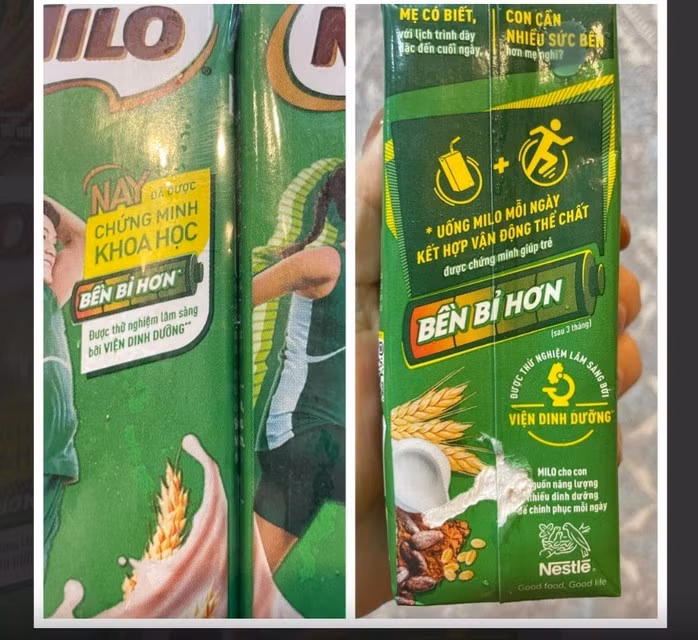 MILO
NAY
ĐÃ ĐƯỢC
CHỨNG MINH
KHOA HỌC
BỀN BỈ HƠN*
Được thử nghiệm lâm sàng
bởi VIỆN DINH DƯỠNG**
MẸ CÓ BIẾT,
với lịch trình dày
đặc đến cuối ngày,
CON CẦN
NHIỀU SỨC BỀN
hơn mẹ nghĩ?
+
* UỐNG MILO MỖI NGÀY
KẾT HỢP VẬN ĐỘNG THỂ CHẤT
được chứng minh giúp trẻ
BỀN BỈ HƠN
(sau 3 tháng)
ĐƯỢC THỬ NGHIỆM LÂM SÀNG BỞI
VIỆN DINH DƯỠNG**
MILO cho con
nguồn năng lượng
nhiều dinh dưỡng
để chinh phục mỗi ngày
Nestlé
Good food, Good life